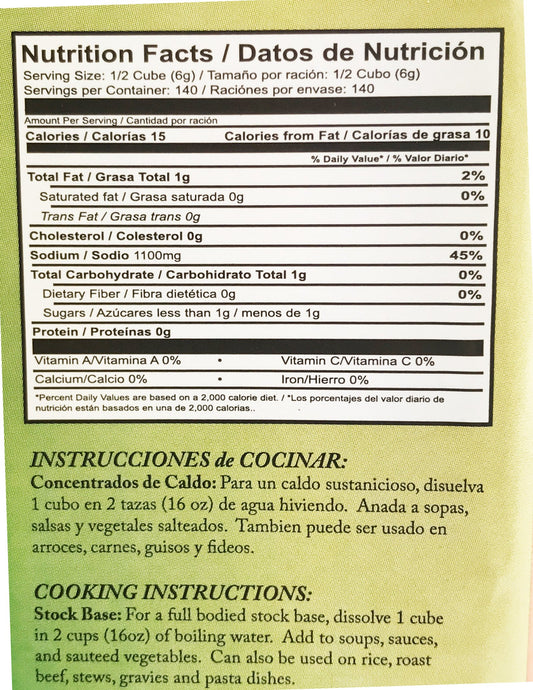 Nutrition Facts / Datos de Nutrición
Serving Size: 1/2 Cube (6g) / Tamaño por ración: 1/2 Cubo (6g)
Servings per Container: 140 / Raciónes por envase: 140
Amount Per Serving / Cantidad por ración
Calories / Calorías 15 Calories from Fat / Calorías de grasa 10
% Daily Value* / % Valor Diario*
Total Fat / Grasa Total 1g 2%
Saturated fat / Grasa saturada 0g 0%
Trans Fat / Grasa trans 0g
Cholesterol / Colesterol 0g 0%
Sodium / Sodio 1100mg 45%
Total Carbohydrate / Carbohidrato Total 1g 0%
Dietary Fiber / Fibra dietética 0g 0%
Sugars / Azúcares less than 1g / menos de 1g
Protein / Proteínas 0g
Vitamin A/Vitamina A 0% • Vitamin C/Vitamina C 0%
Calcium/Calcio 0% • Iron/Hierro 0%
*Percent Daily Values are based on a 2,000 calorie diet. / *Los porcentajes del valor diario de
nutrición están basados en una de 2,000 calorias..
INSTRUCCIONES de COCINAR:
Concentrados de Caldo: Para un caldo sustanicioso, disuelva
1 cubo en 2 tazas (16 oz) de agua hiviendo. Anada a sopas,
salsas y vegetales salteados. Tambien puede ser usado en
arroces, carnes, guisos y fideos.
COOKING INSTRUCTIONS:
Stock Base: For a full bodied stock base, dissolve 1 cube
in 2 cups (16oz) of boiling water. Add to soups, sauces,
and sauteed vegetables. Can also be used on rice, roast
beef, stews, gravies and pasta dishes.